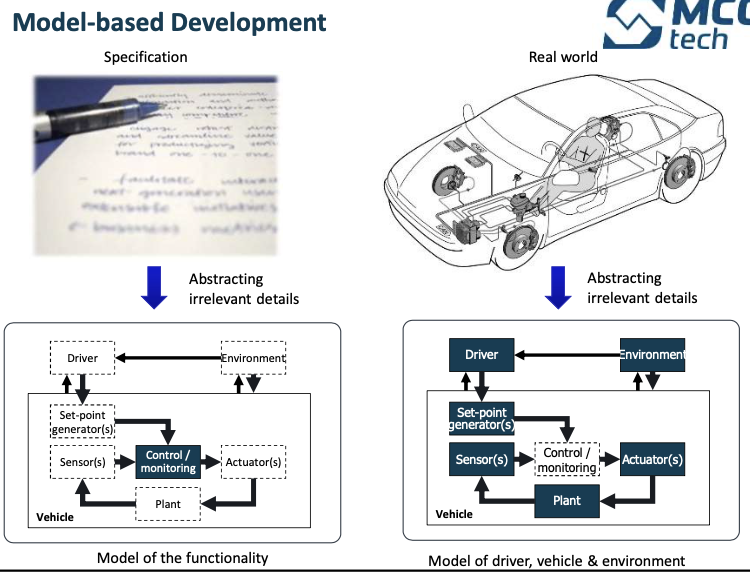 Model-based Development
MCO
tech
Specification
Real world
Abstracting
irrelevant details
Abstracting
irrelevant details
Driver
Environment
Set-point
generator(s)
Sensor(s)
Control /
monitoring
Actuator(s)
Plant
Vehicle
Driver
Environment
Set-point
generator(s)
Sensor(s)
Control /
monitoring
Actuator(s)
Plant
Vehicle
Model of the functionality
Model of driver, vehicle & environment